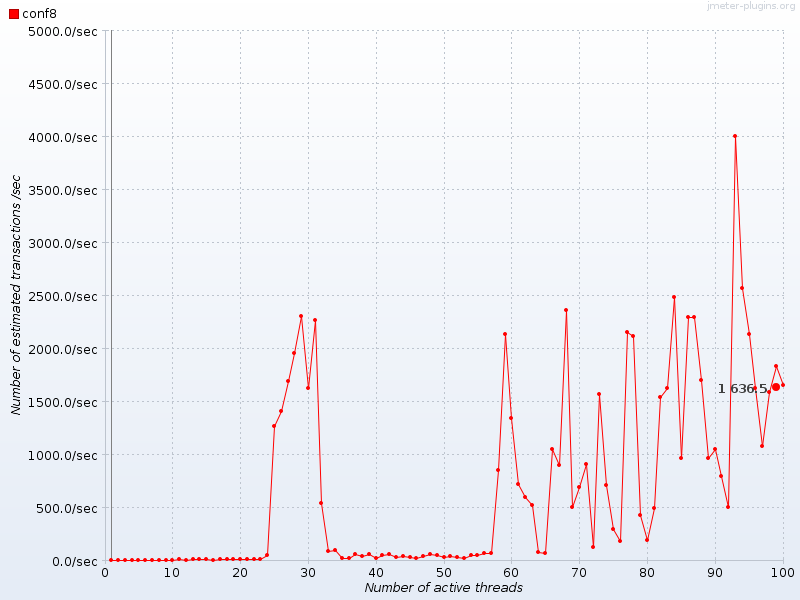 jmeter-plugins.org
conf8
5000.0/sec
4500.0/sec
4000.0/sec
3500.0/sec
3000.0/sec
2500.0/sec
2000.0/sec
1500.0/sec
1000.0/sec
500.0/sec
0.0/sec
Number of estimated transactions /sec
1 636.5
0 10 20 30 40 50 60 70 80 90 100
Number of active threads